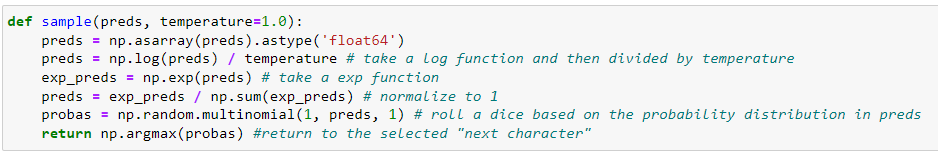 def sample(preds, temperature=1.0):
    preds = np.asarray(preds).astype('float64')
    preds = np.log(preds) / temperature # take a log function and then divided by temperature
    exp_preds = np.exp(preds) # take a exp function
    preds = exp_preds / np.sum(exp_preds) # normalize to 1
    probas = np.random.multinomial(1, preds, 1) # roll a dice based on the probability distribution in preds
    return np.argmax(probas) #return to the selected "next character"